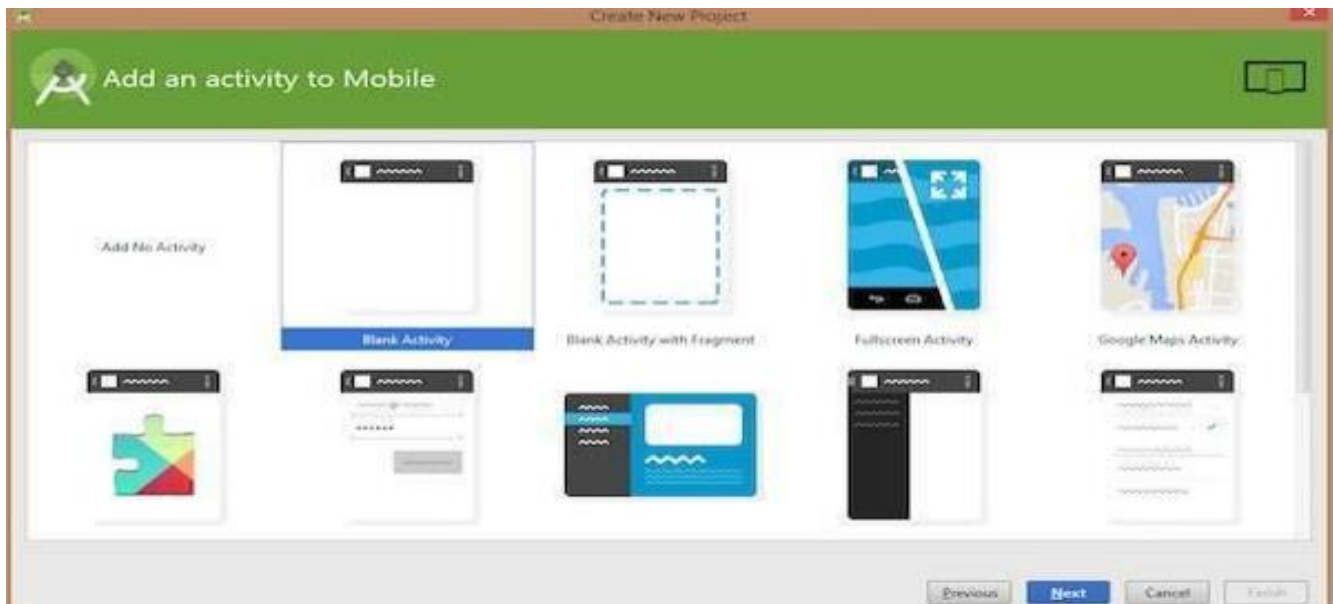 Create New Project
Add an activity to Mobile
Add No Activity
Blank Activity
Blank Activity with Fragment
Fullscreen Activity
Google Maps Activity
Previous
Next
Cancel
Finish